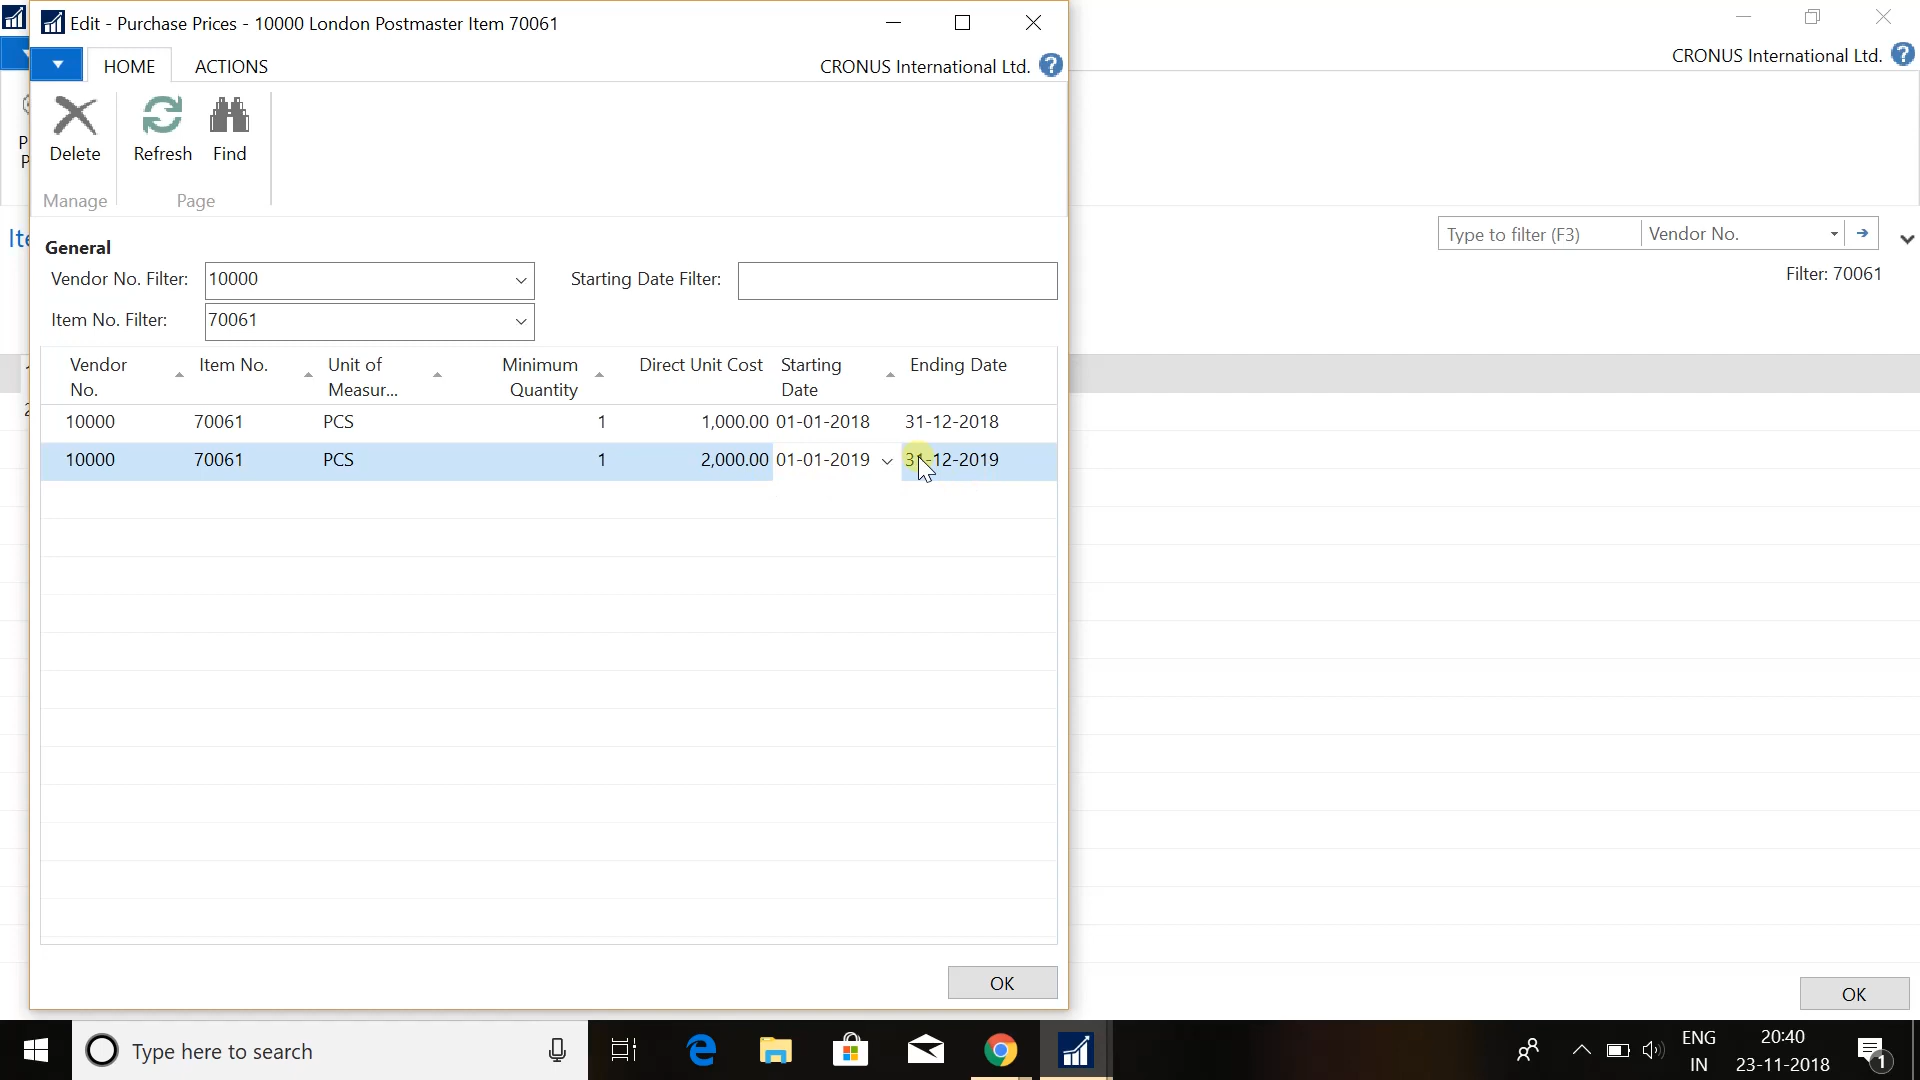 Edit - Purchase Prices - 10000 London Postmaster Item 70061
HOME ACTIONS CRONUS International Ltd. ?
CRONUS International Ltd. ?
Delete Refresh Find
Manage Page
General
Vendor No. Filter: 10000 Starting Date Filter:
Item No. Filter: 70061
Type to filter (F3) Vendor No.
Filter: 70061
Vendor No. Item No. Unit of Measur... Minimum Quantity Direct Unit Cost Starting Date Ending Date
10000 70061 PCS 1 1,000.00 01-01-2018 31-12-2018
10000 70061 PCS 1 2,000.00 01-01-2019 31-12-2019
OK
OK
Type here to search
ENG
IN
20:40
23-11-2018
1